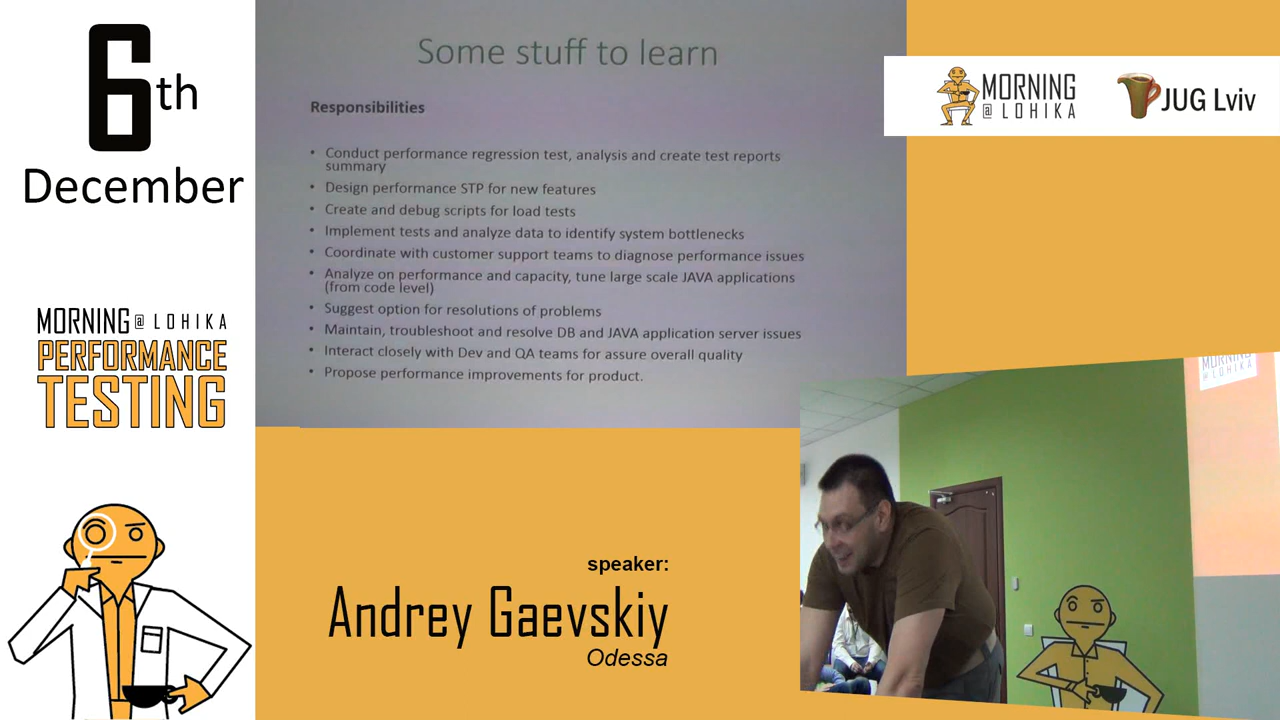 6th
December
MORNING @ LOHIKA
PERFORMANCE
TESTING
Some stuff to learn
Responsibilities
• Conduct performance regression test, analysis and create test reports
summary
• Design performance STP for new features
• Create and debug scripts for load tests
• Implement tests and analyze data to identify system bottlenecks
• Coordinate with customer support teams to diagnose performance issues
• Analyze on performance and capacity, tune large scale JAVA applications
(from code level)
• Suggest option for resolutions of problems
• Maintain, troubleshoot and resolve DB and JAVA application server issues
• Interact closely with Dev and QA teams for assure overall quality
• Propose performance improvements for product.
MORNING
@ LOHIKA
JUG Lviv
speaker:
Andrey Gaevskiy
Odessa
MORNING
@ LOHIKA